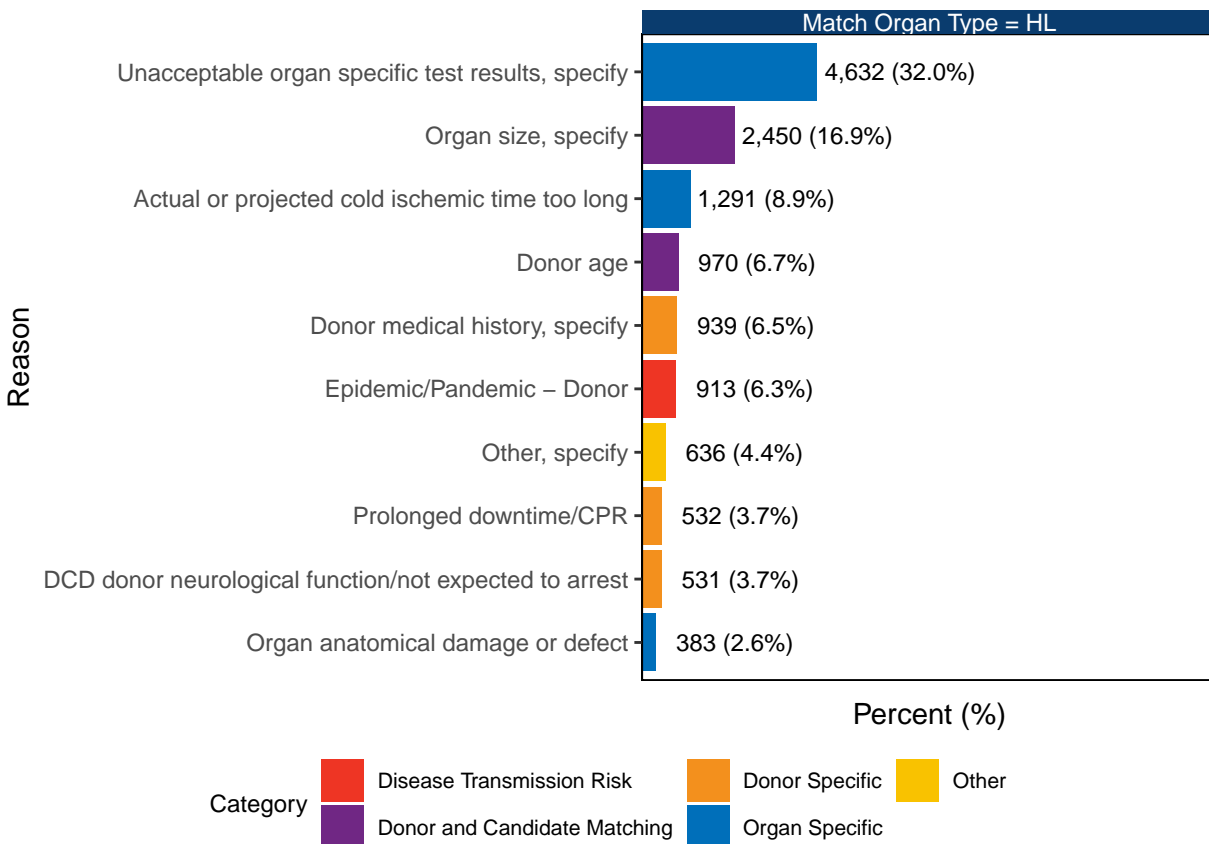 Match Organ Type = HL
Unacceptable organ specific test results, specify 4,632 (32.0%)
Organ size, specify 2,450 (16.9%)
Actual or projected cold ischemic time too long 1,291 (8.9%)
Donor age 970 (6.7%)
Donor medical history, specify 939 (6.5%)
Epidemic/Pandemic − Donor 913 (6.3%)
Other, specify 636 (4.4%)
Prolonged downtime/CPR 532 (3.7%)
DCD donor neurological function/not expected to arrest 531 (3.7%)
Organ anatomical damage or defect 383 (2.6%)
Reason
Percent (%)
Category
Disease Transmission Risk
Donor and Candidate Matching
Donor Specific
Organ Specific
Other